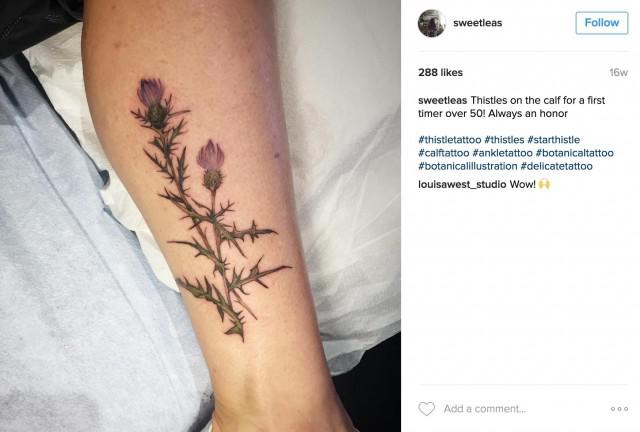 sweetleas
Follow
288 likes
16w
sweetleas Thistles on the calf for a first
timer over 50! Always an honor
#thistletattoo #thistles #starthistle
#calftattoo #ankletattoo #botanicaltattoo
#botanicalillustration #delicatetattoo
louisawest_studio Wow! 🙌
Add a comment...